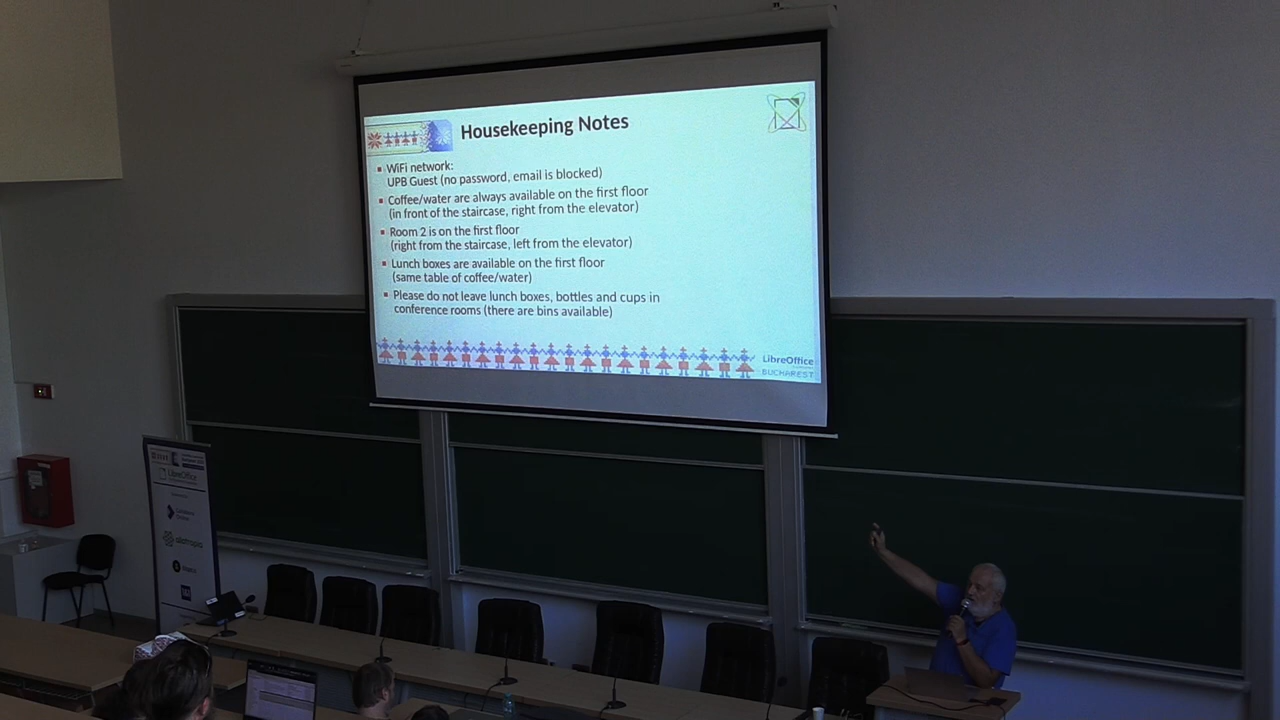 Housekeeping Notes
WiFi network:
UPB Guest (no password, email is blocked)
Coffee/water are always available on the first floor
(in front of the staircase, right from the elevator)
Room 2 is on the first floor
(right from the staircase, left from the elevator)
Lunch boxes are available on the first floor
(same table of coffee/water)
Please do not leave lunch boxes, bottles and cups in
conference rooms (there are bins available)
LibreOffice
BUCHAREST
LibreOffice